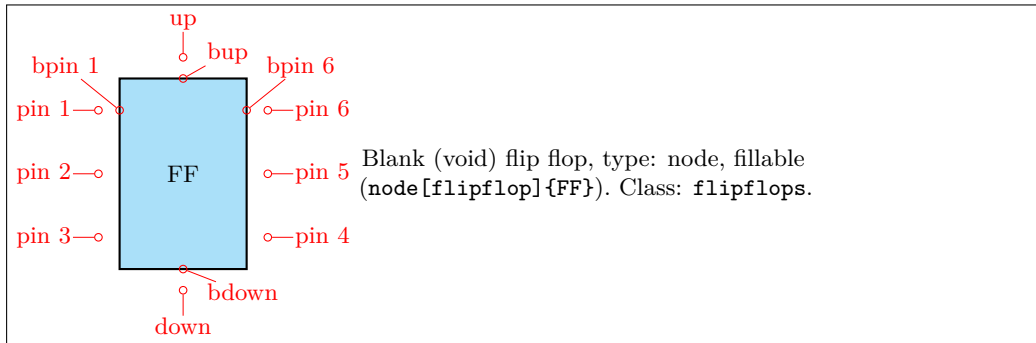 up
bup
bpin 1
bpin 6
pin 1
pin 6
pin 2
FF
pin 5
pin 3
pin 4
bdown
down
Blank (void) flip flop, type: node, fillable
(node[flipflop]{FF}). Class: flipflops.